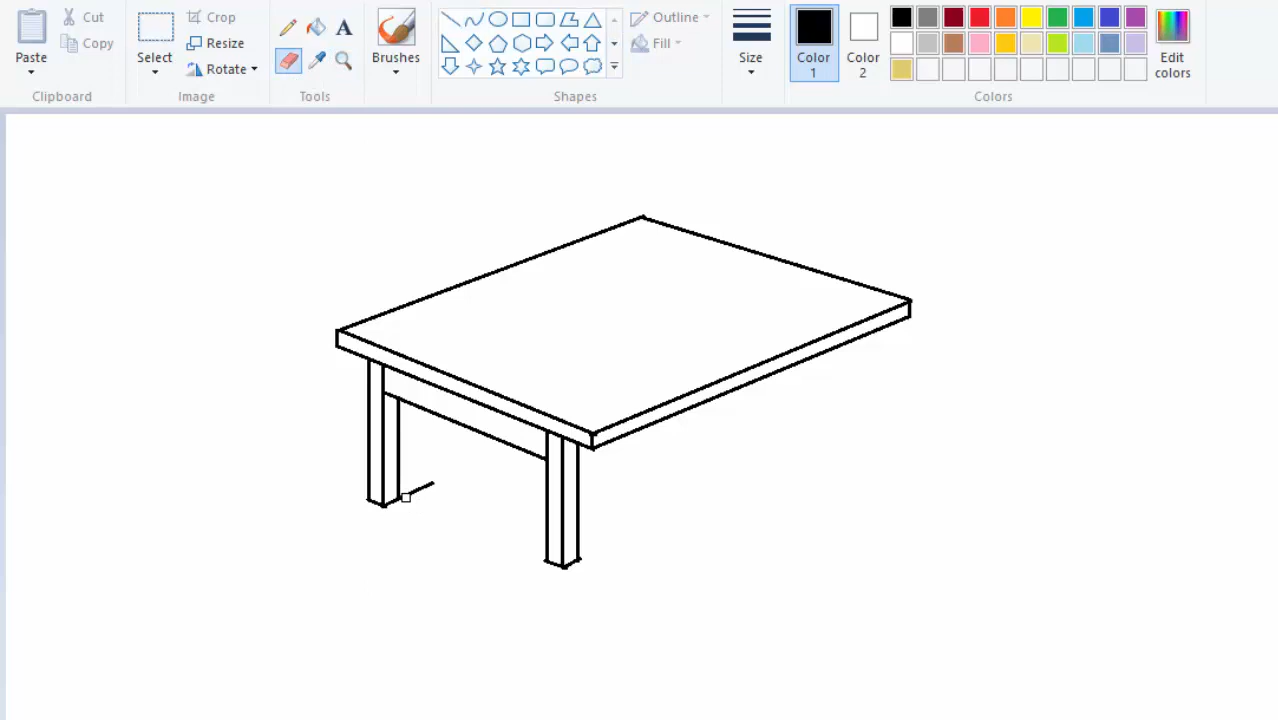 Paste
Cut
Copy
Clipboard
Select
Crop
Resize
Rotate
Image
A
Tools
Brushes
Shapes
Outline
Fill
Size
Color
1
Color
2
Edit
colors
Colors